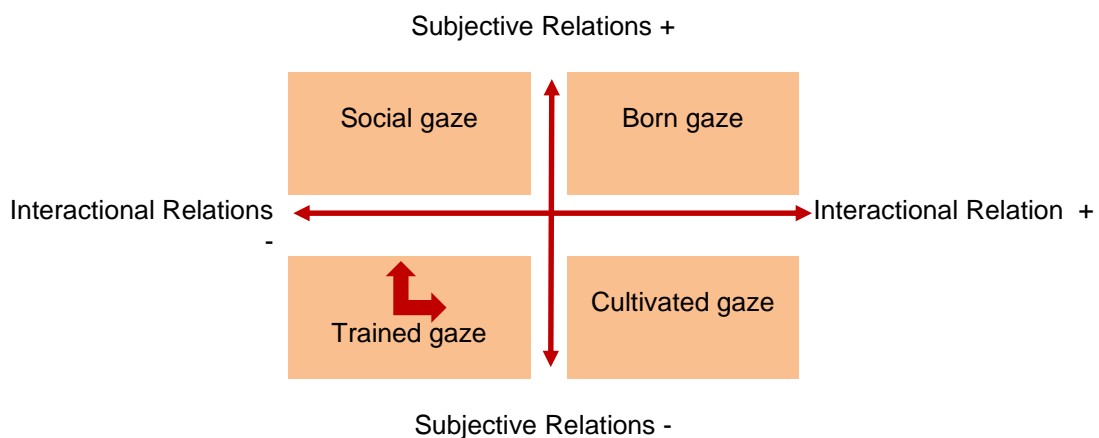 Subjective Relations +
Social gaze
Born gaze
Interactional Relations
-
Interactional Relation +
Trained gaze
Cultivated gaze
Subjective Relations -